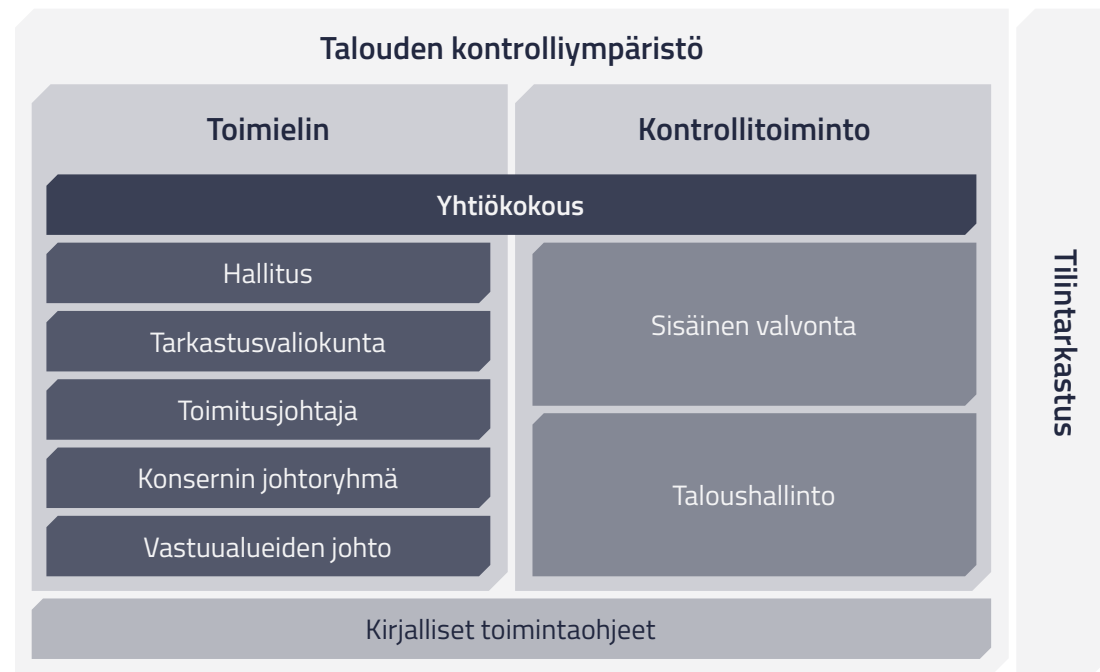 Talouden kontrolliympäristö
Toimielin
Kontrollitoiminto
Yhtiökokous
Hallitus
Tarkastusvaliokunta
Toimitusjohtaja
Konsernin johtoryhmä
Vastuualueiden johto
Sisäinen valvonta
Taloushallinto
Kirjalliset toimintaohjeet
Tilintarkastus